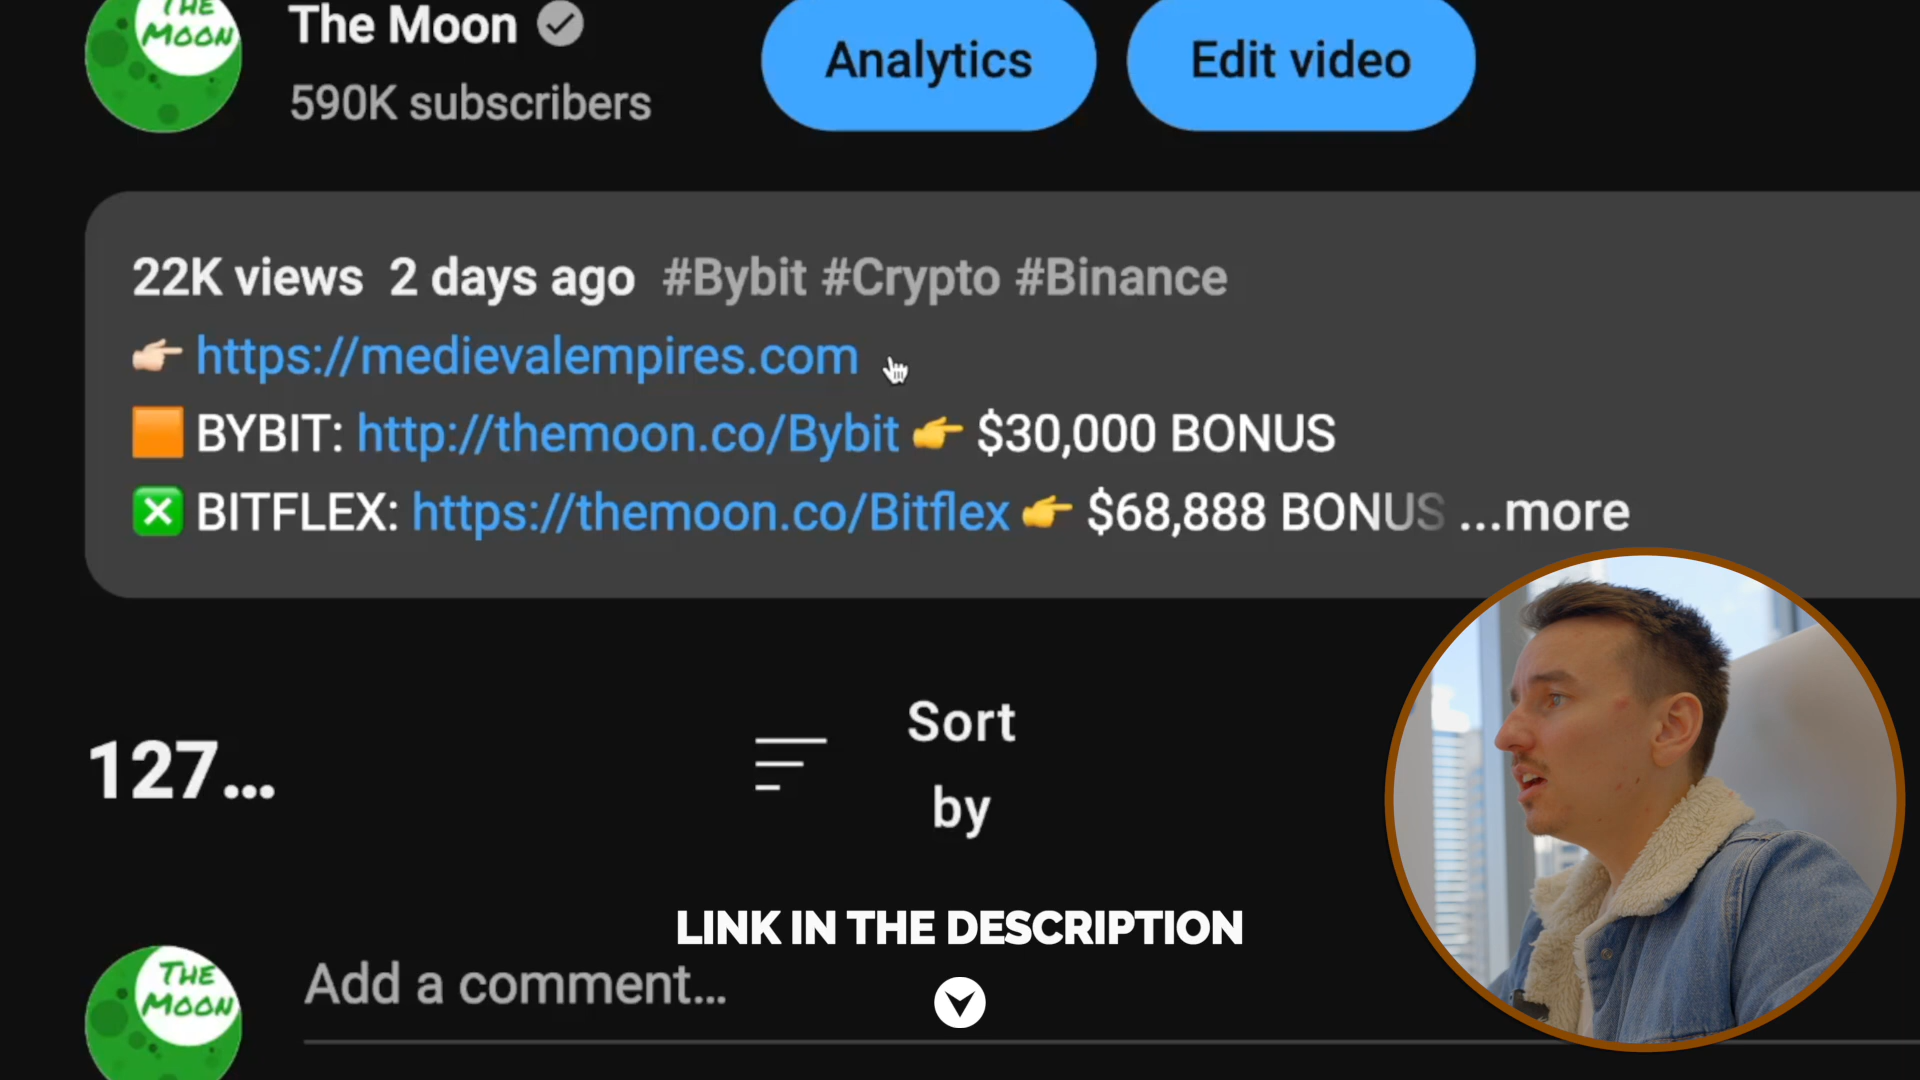 THE
MOON
The Moon
590K subscribers
Analytics
Edit video
22K views 2 days ago #Bybit #Crypto #Binance
👉🏻 https://medievalempires.com
🟧 BYBIT: http://themoon.co/Bybit 👉 $30,000 BONUS
❎ BITFLEX: https://themoon.co/Bitflex 👉 $68,888 BONUS ...more
127...
Sort
by
LINK IN THE DESCRIPTION
THE
MOON
Add a comment...